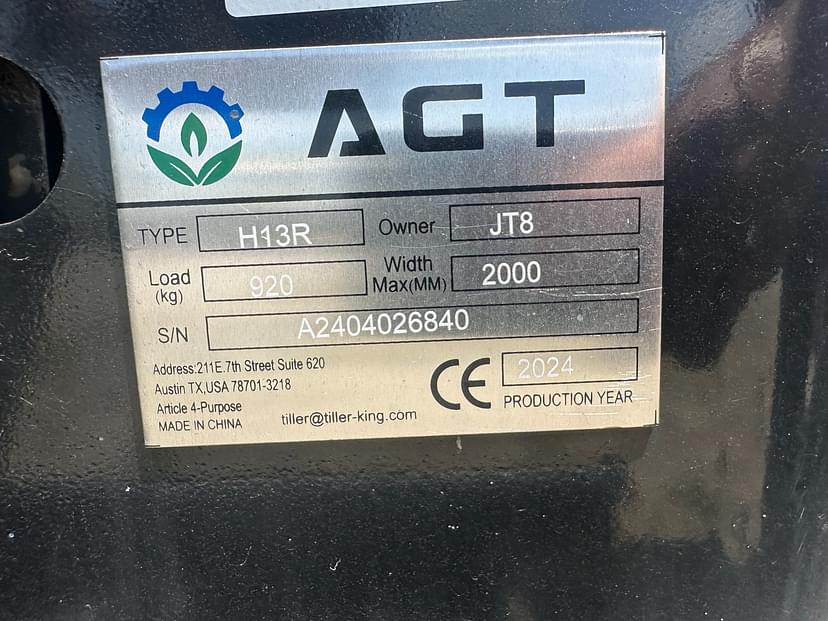 AGT
TYPE H13R Owner JT8
Load (kg) 920 Width Max(MM) 2000
S/N A2404026840
Address:211E.7th Street Suite 620
Austin TX,USA 78701-3218
Article 4-Purpose
MADE IN CHINA
tiller@tiller-king.com
CE 2024
PRODUCTION YEAR